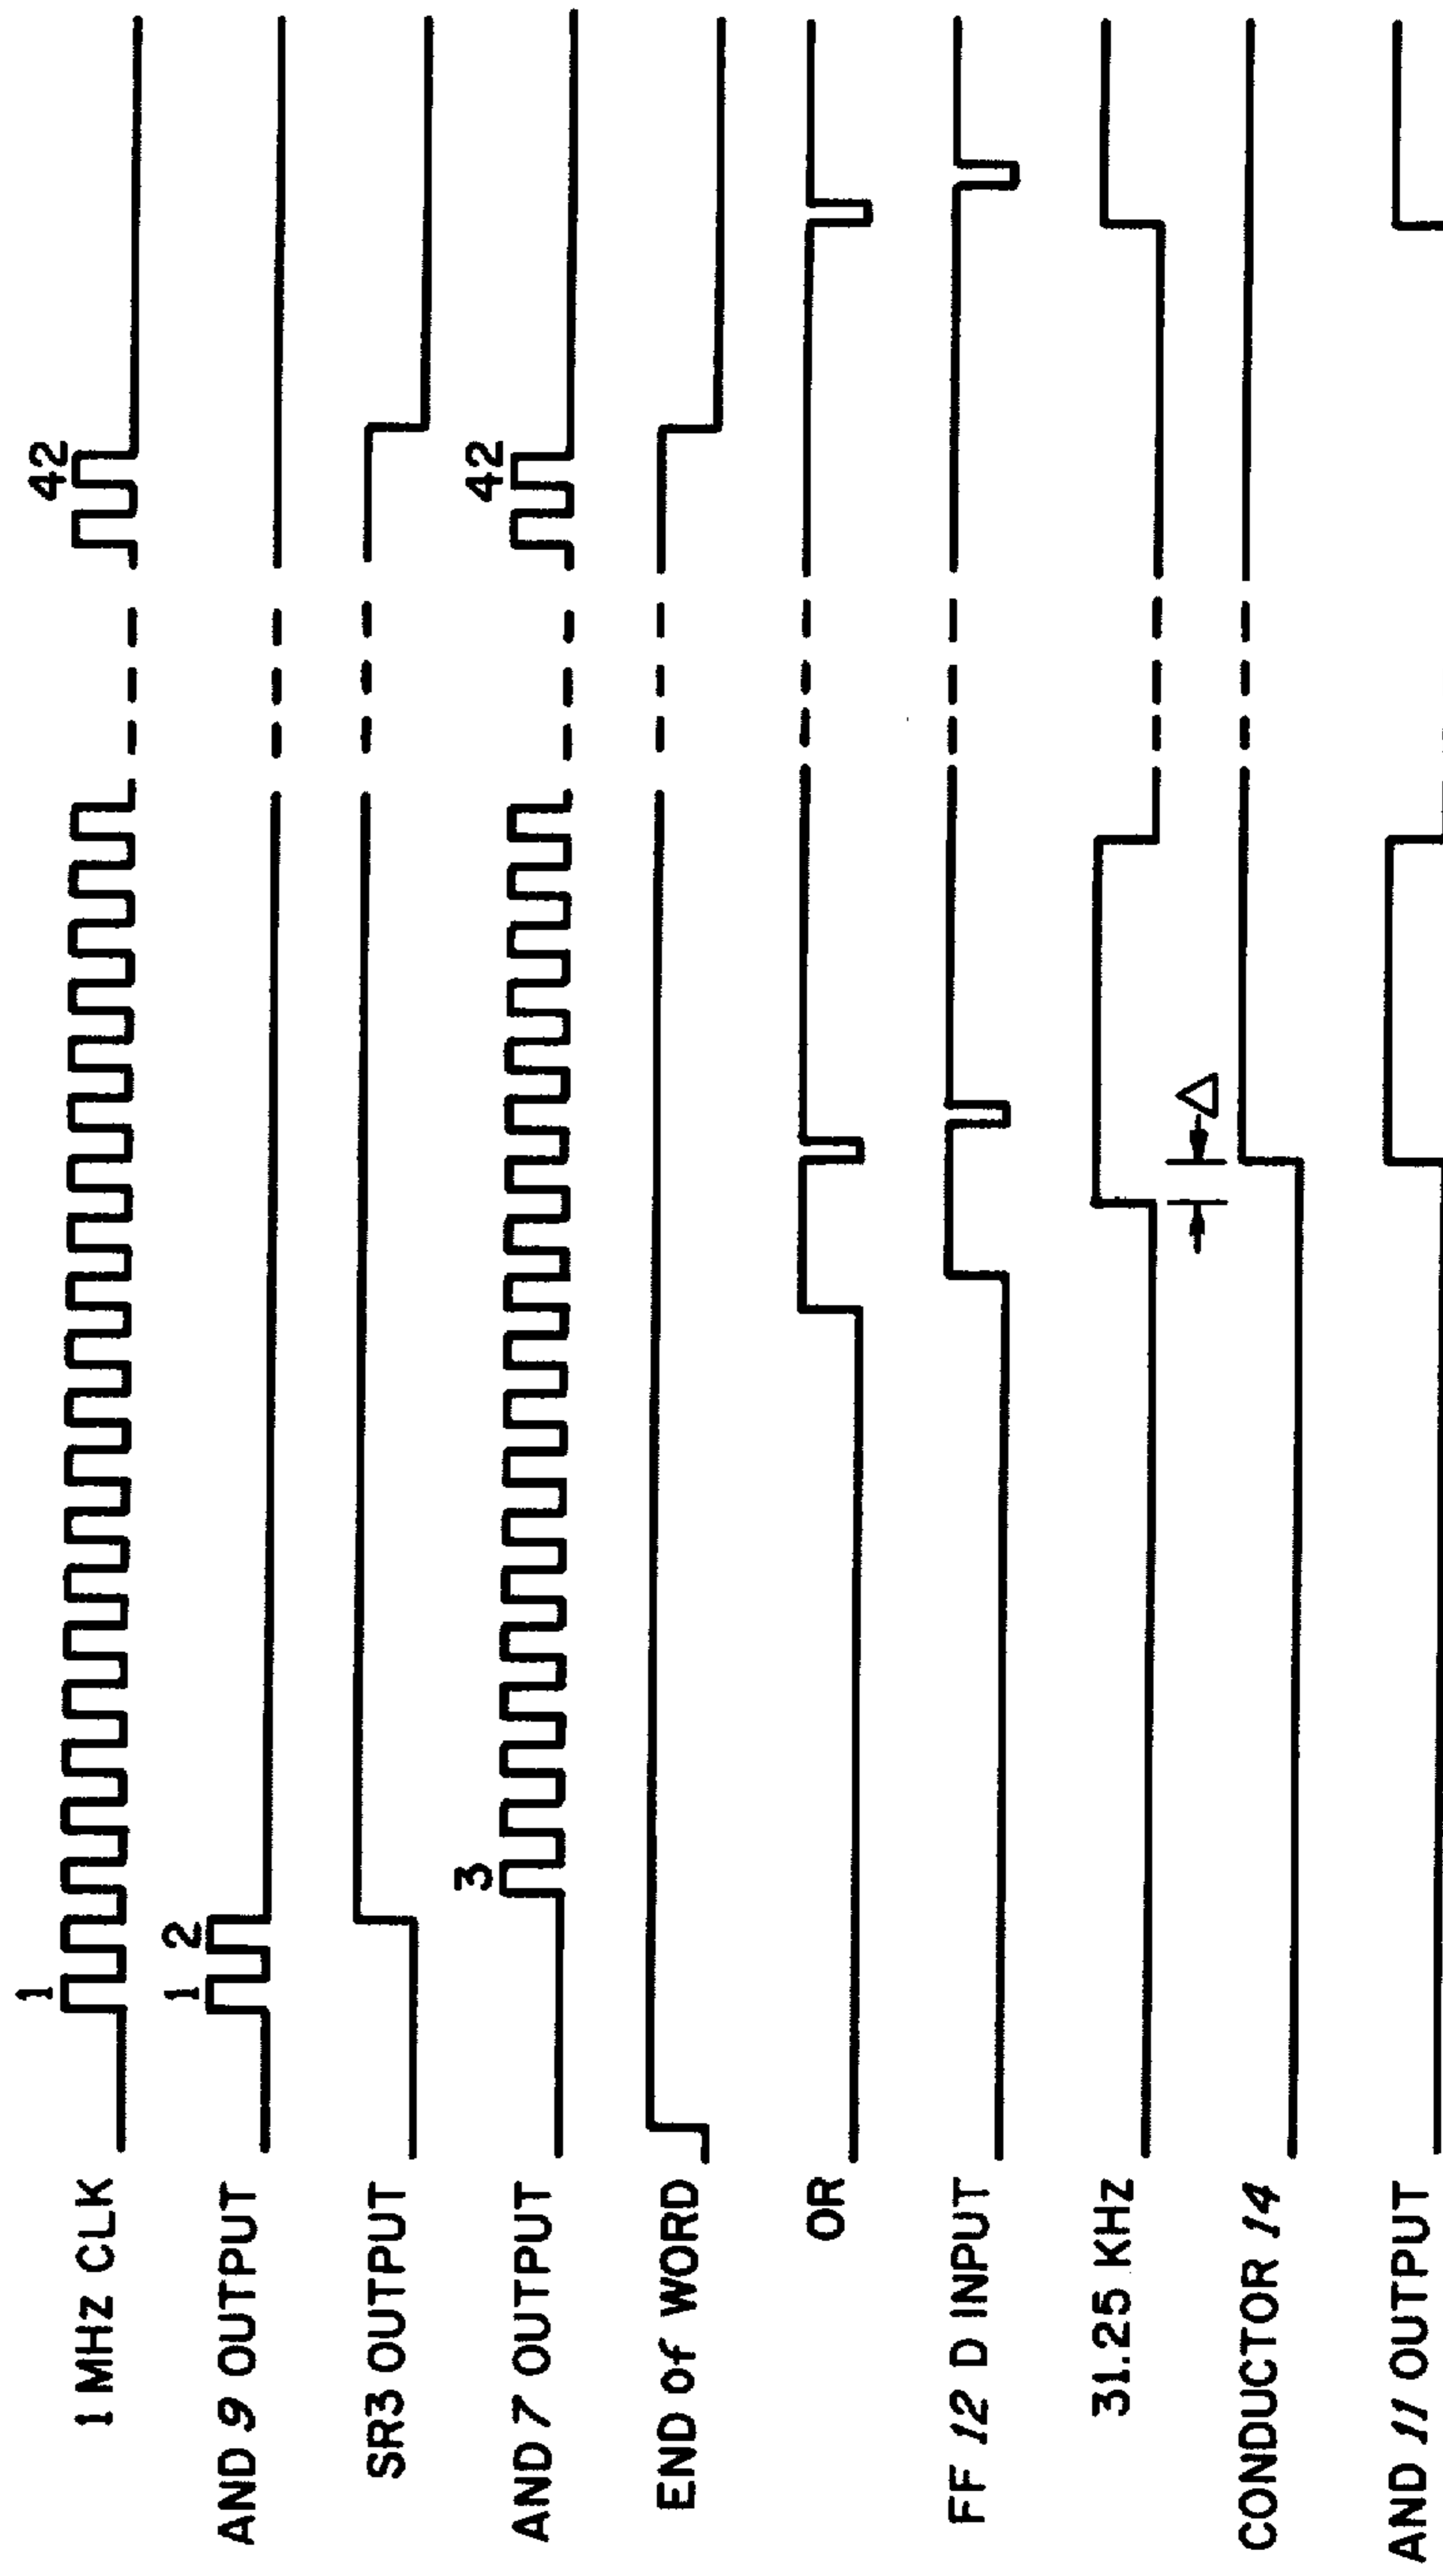 1 MHz CLK
1
42
AND 9 OUTPUT
1 2
SR3 OUTPUT
AND 7 OUTPUT
3
42
END of WORD
OR
FF 12 D INPUT
31.25 KHz
Δ
CONDUCTOR 14
AND 11 OUTPUT